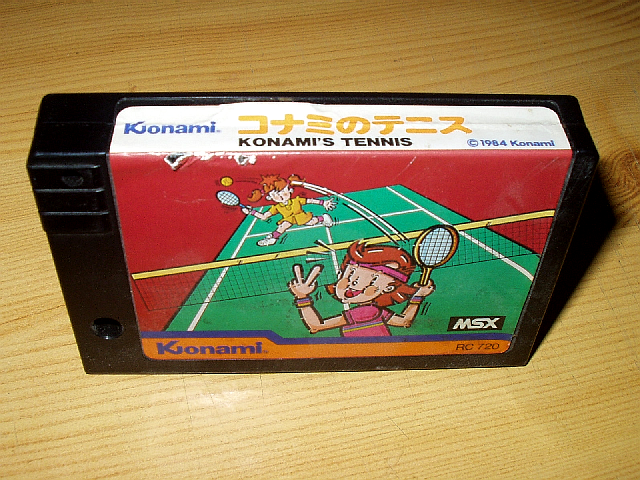 Konami
コナミのテニス
KONAMI'S TENNIS
©1984 Konami
MSX
Konami
RC 720